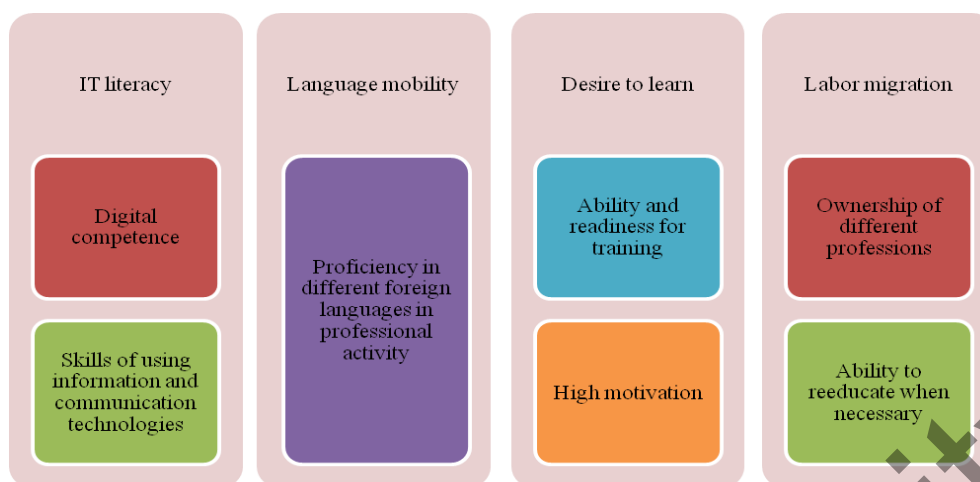 IT literacy
Digital
competence
Skills of using
information and
communication
technologies
Language mobility
Proficiency in
different foreign
languages in
professional
activity
Desire to learn
Ability and
readiness for
training
High motivation
Labor migration
Ownership of
different
professions
Ability to
reeducate when
necessary